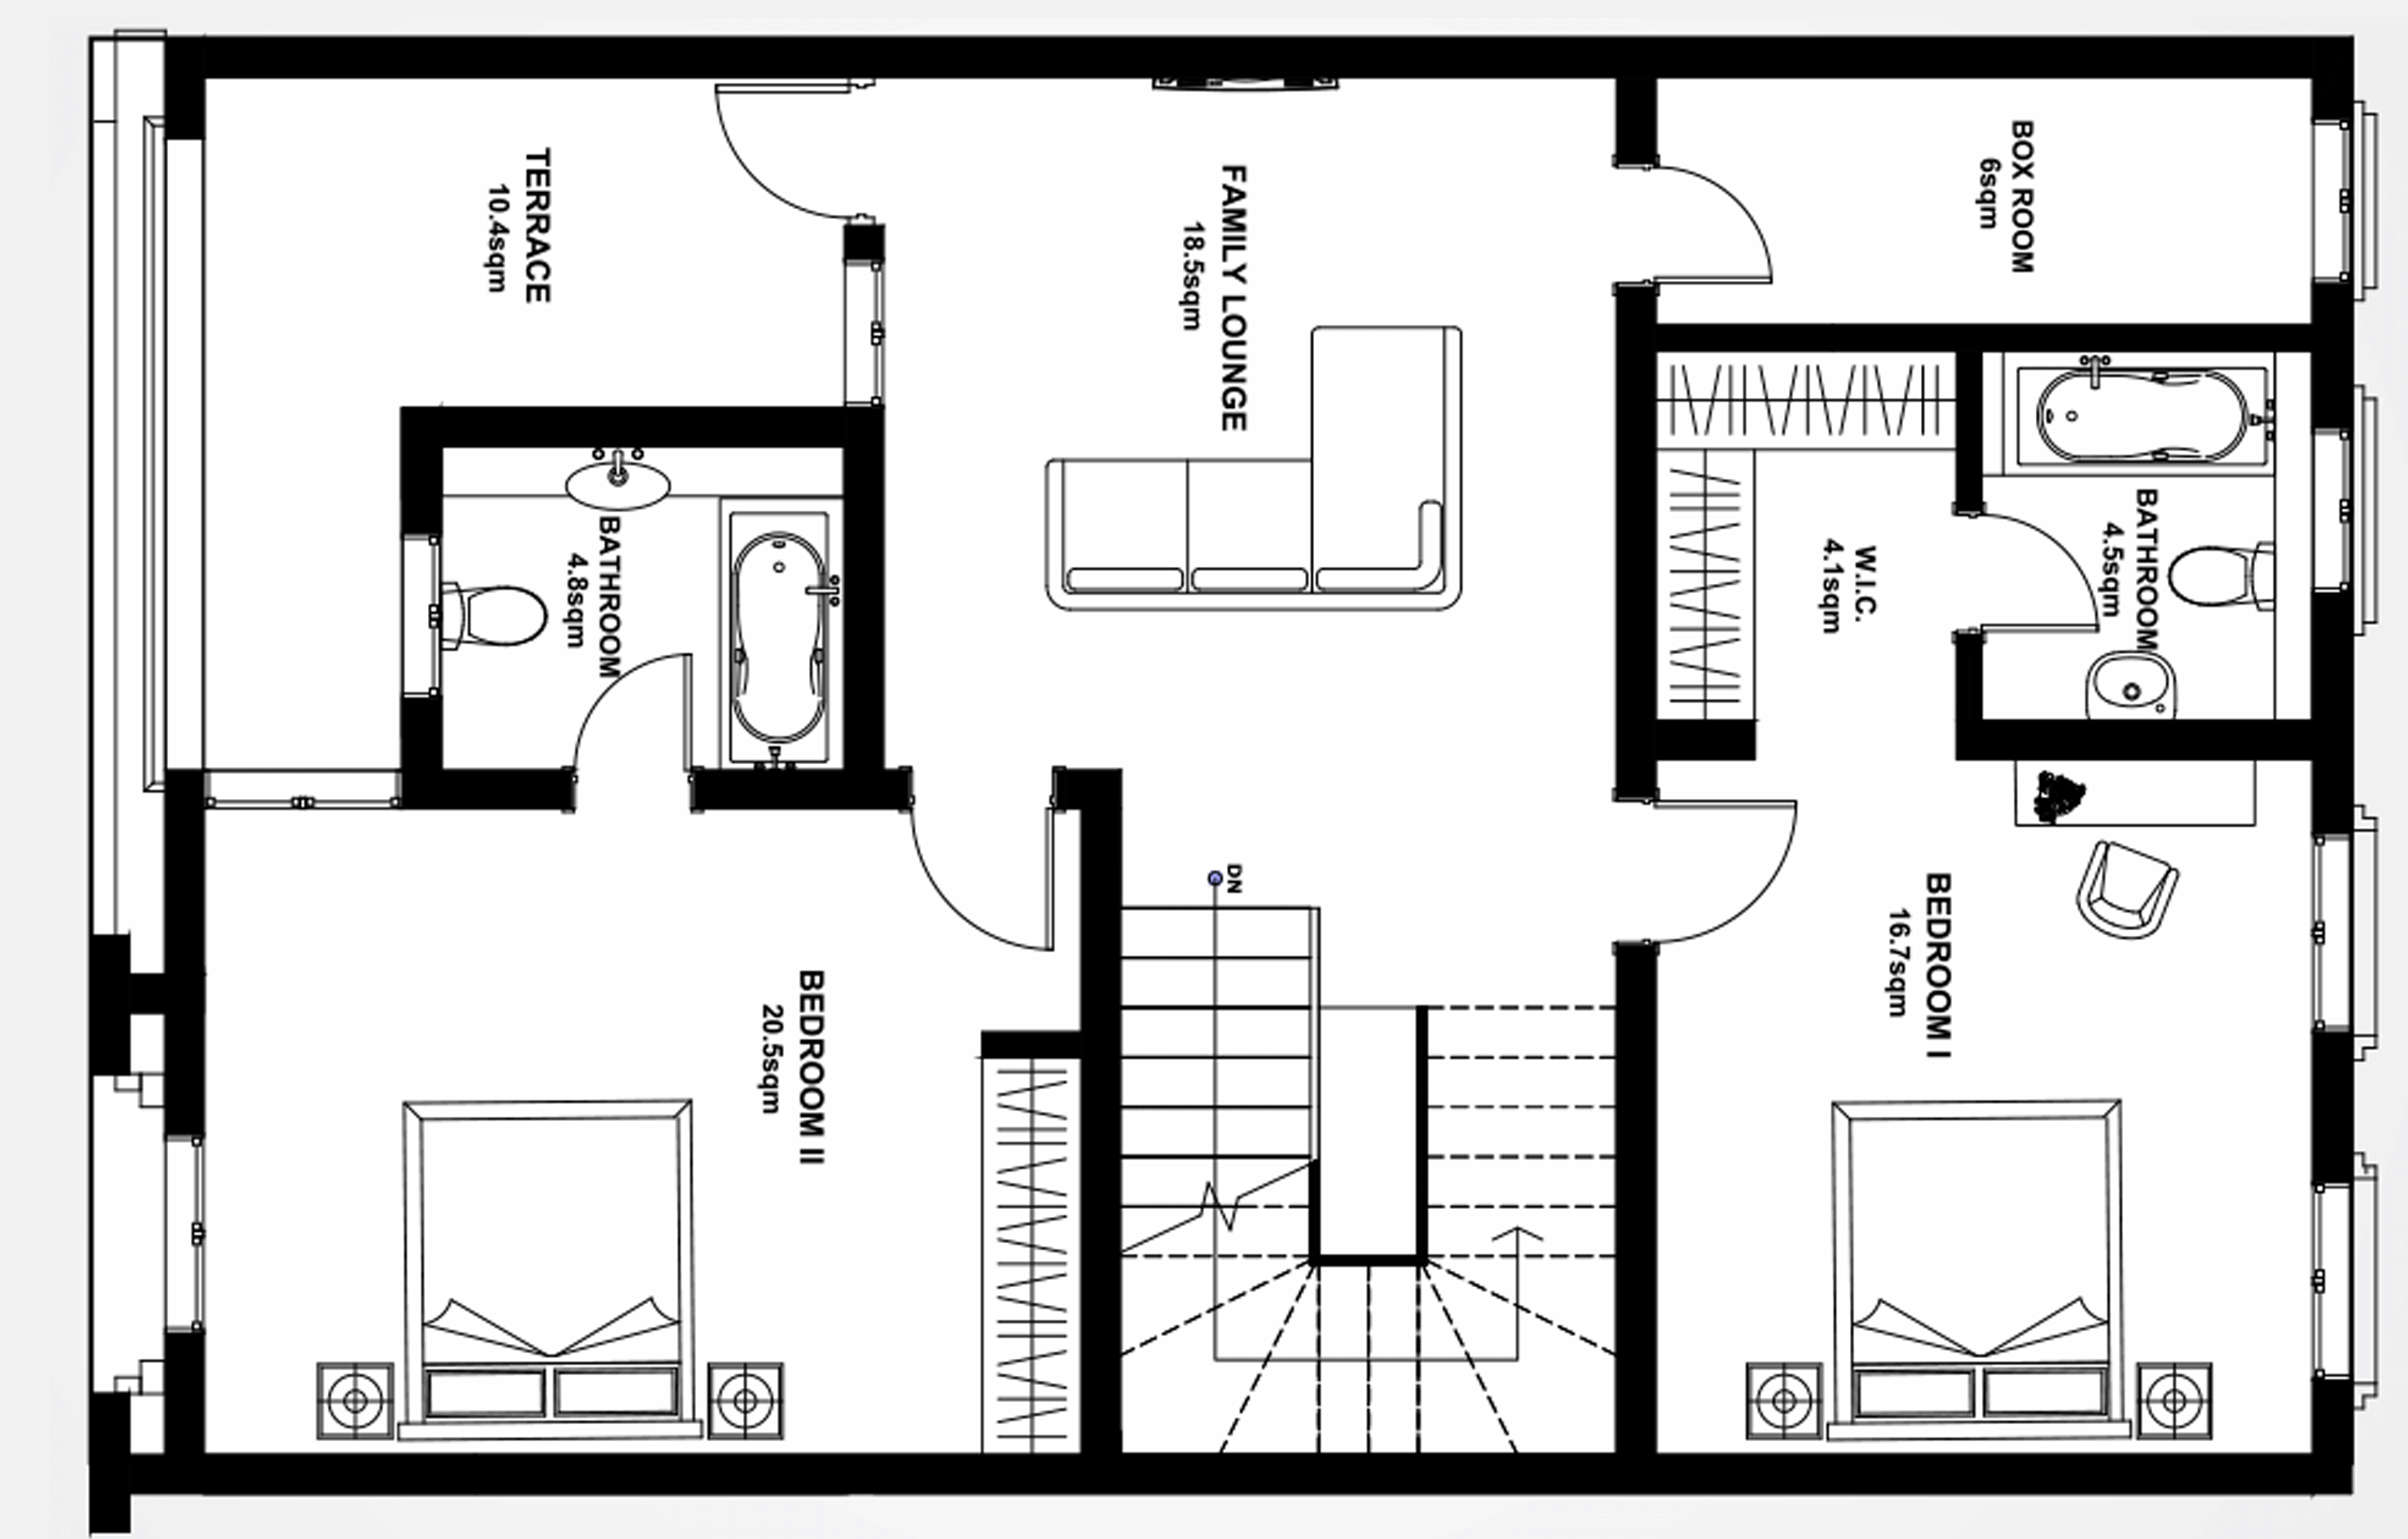 TERRACE
10.4sqm
FAMILY LOUNGE
18.5sqm
BOX ROOM
6sqm
BATHROOM
4.8sqm
W.I.C.
4.1sqm
BATHROOM
4.5sqm
DN
BEDROOM II
20.5sqm
BEDROOM I
16.7sqm